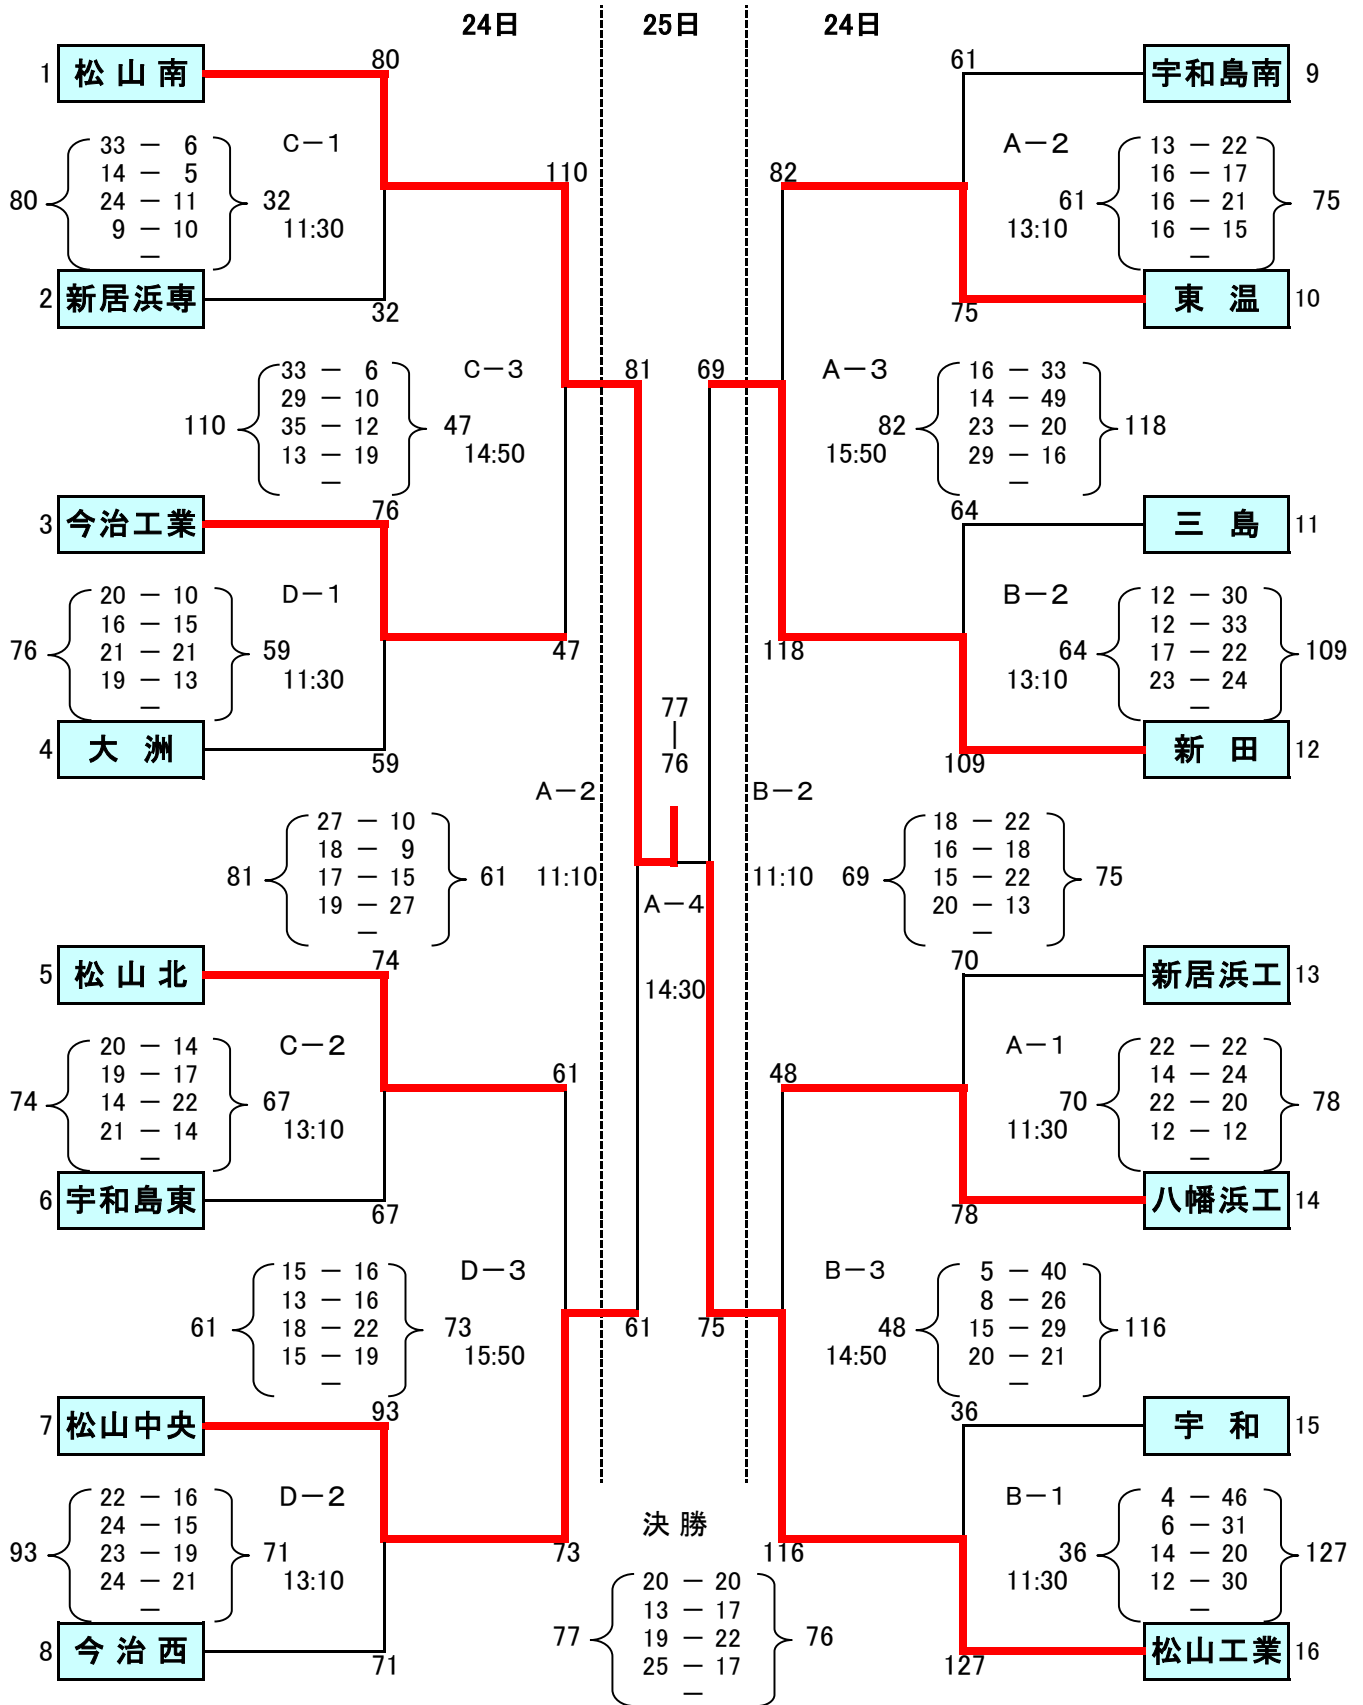 24日 25日 24日
1 松山南 80
33 － 6
14 － 5
24 － 11
9 － 10
－
80 32
C－1
11:30
2 新居浜専 32
110
33 － 6
29 － 10
35 － 12
13 － 19
－
110 47
C－3
14:50
3 今治工業 76
20 － 10
16 － 15
21 － 21
19 － 13
－
76 59
D－1
11:30
47
4 大洲 59
81
27 － 10
18 － 9
17 － 15
19 － 27
－
81 61
A－2
11:10
5 松山北 74
20 － 14
19 － 17
14 － 22
21 － 14
－
74 67
C－2
13:10
61
6 宇和島東 67
15 － 16
13 － 16
18 － 22
15 － 19
－
61 73
D－3
15:50
61
7 松山中央 93
22 － 16
24 － 15
23 － 19
24 － 21
－
93 71
D－2
13:10
73
8 今治西 71
77
｜
76
A－4
14:30
決勝
20 － 20
13 － 17
19 － 22
25 － 17
－
77 76
61 宇和島南 9
A－2
13:10
13 － 22
16 － 17
16 － 21
16 － 15
－
61 75
82
75 東温 10
69
A－3
15:50
16 － 33
14 － 49
23 － 20
29 － 16
－
82 118
64 三島 11
B－2
13:10
12 － 30
12 － 33
17 － 22
23 － 24
－
64 109
118
109 新田 12
B－2
11:10
18 － 22
16 － 18
15 － 22
20 － 13
－
69 75
70 新居浜工 13
A－1
11:30
22 － 22
14 － 24
22 － 20
12 － 12
－
70 78
48
78 八幡浜工 14
B－3
14:50
5 － 40
8 － 26
15 － 29
20 － 21
－
48 116
75
36 宇和 15
B－1
11:30
4 － 46
6 － 31
14 － 20
12 － 30
－
36 127
116
127 松山工業 16